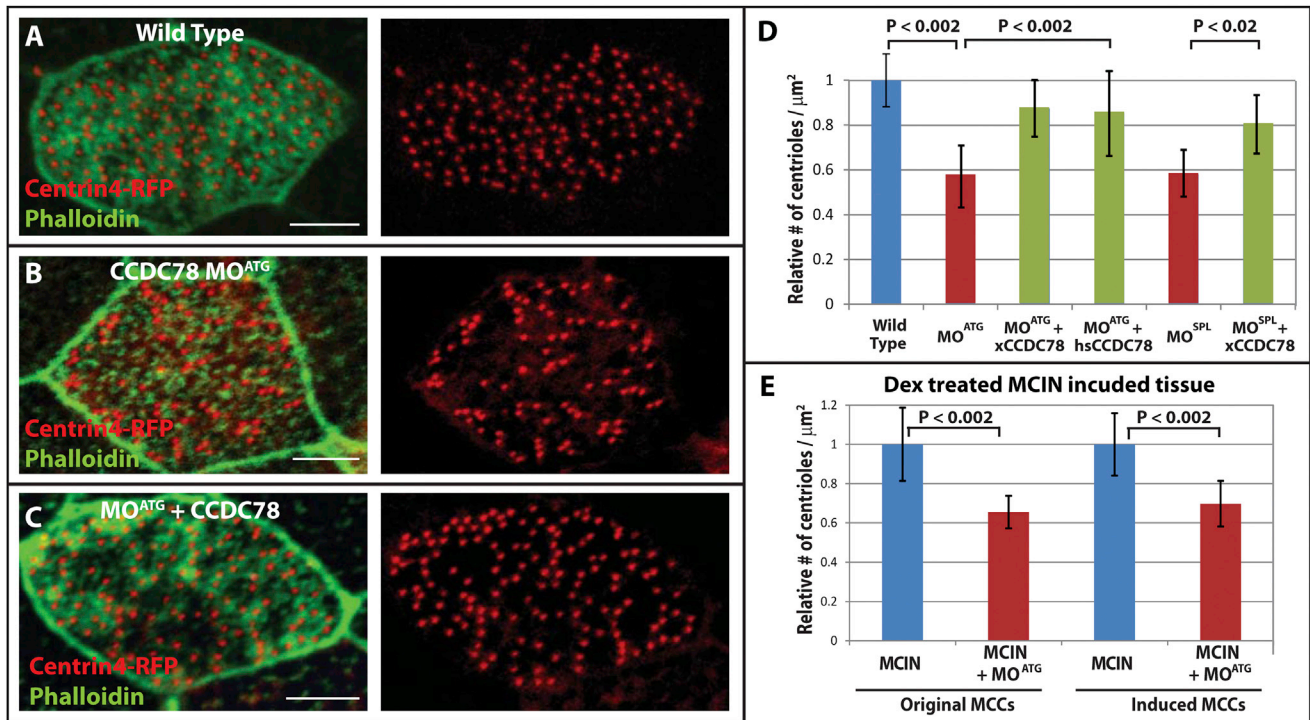 A
Wild Type
Centrin4-RFP
Phalloidin
B
CCDC78 MO^ATG
Centrin4-RFP
Phalloidin
C
MO^ATG + CCDC78
Centrin4-RFP
Phalloidin
D
P < 0.002
P < 0.002
P < 0.02
Relative # of centrioles / μm²
1
0.8
0.6
0.4
0.2
0
Wild
Type
MO^ATG
MO^ATG +
xCCDC78
MO^ATG +
hsCCDC78
MO^SPL
MO^SPL +
xCCDC78
E
Dex treated MCIN incuded tissue
P < 0.002
P < 0.002
Relative # of centrioles / μm²
1.2
1
0.8
0.6
0.4
0.2
0
MCIN
MCIN
+ MO^ATG
MCIN
MCIN
+ MO^ATG
Original MCCs
Induced MCCs